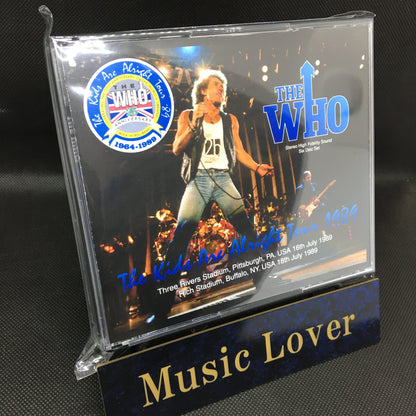 The Kids Are Alright Tour '89
THE
WHO
1964-1989
THE
WHO
Stereo High Fidelity Sound
Six Disc Set
25
The Kids Are Alright Tour 1989
Three Rivers Stadium, Pittsburgh, PA. USA 16th July 1989
Rich Stadium, Buffalo, NY USA 18th July 1989
Music Lover